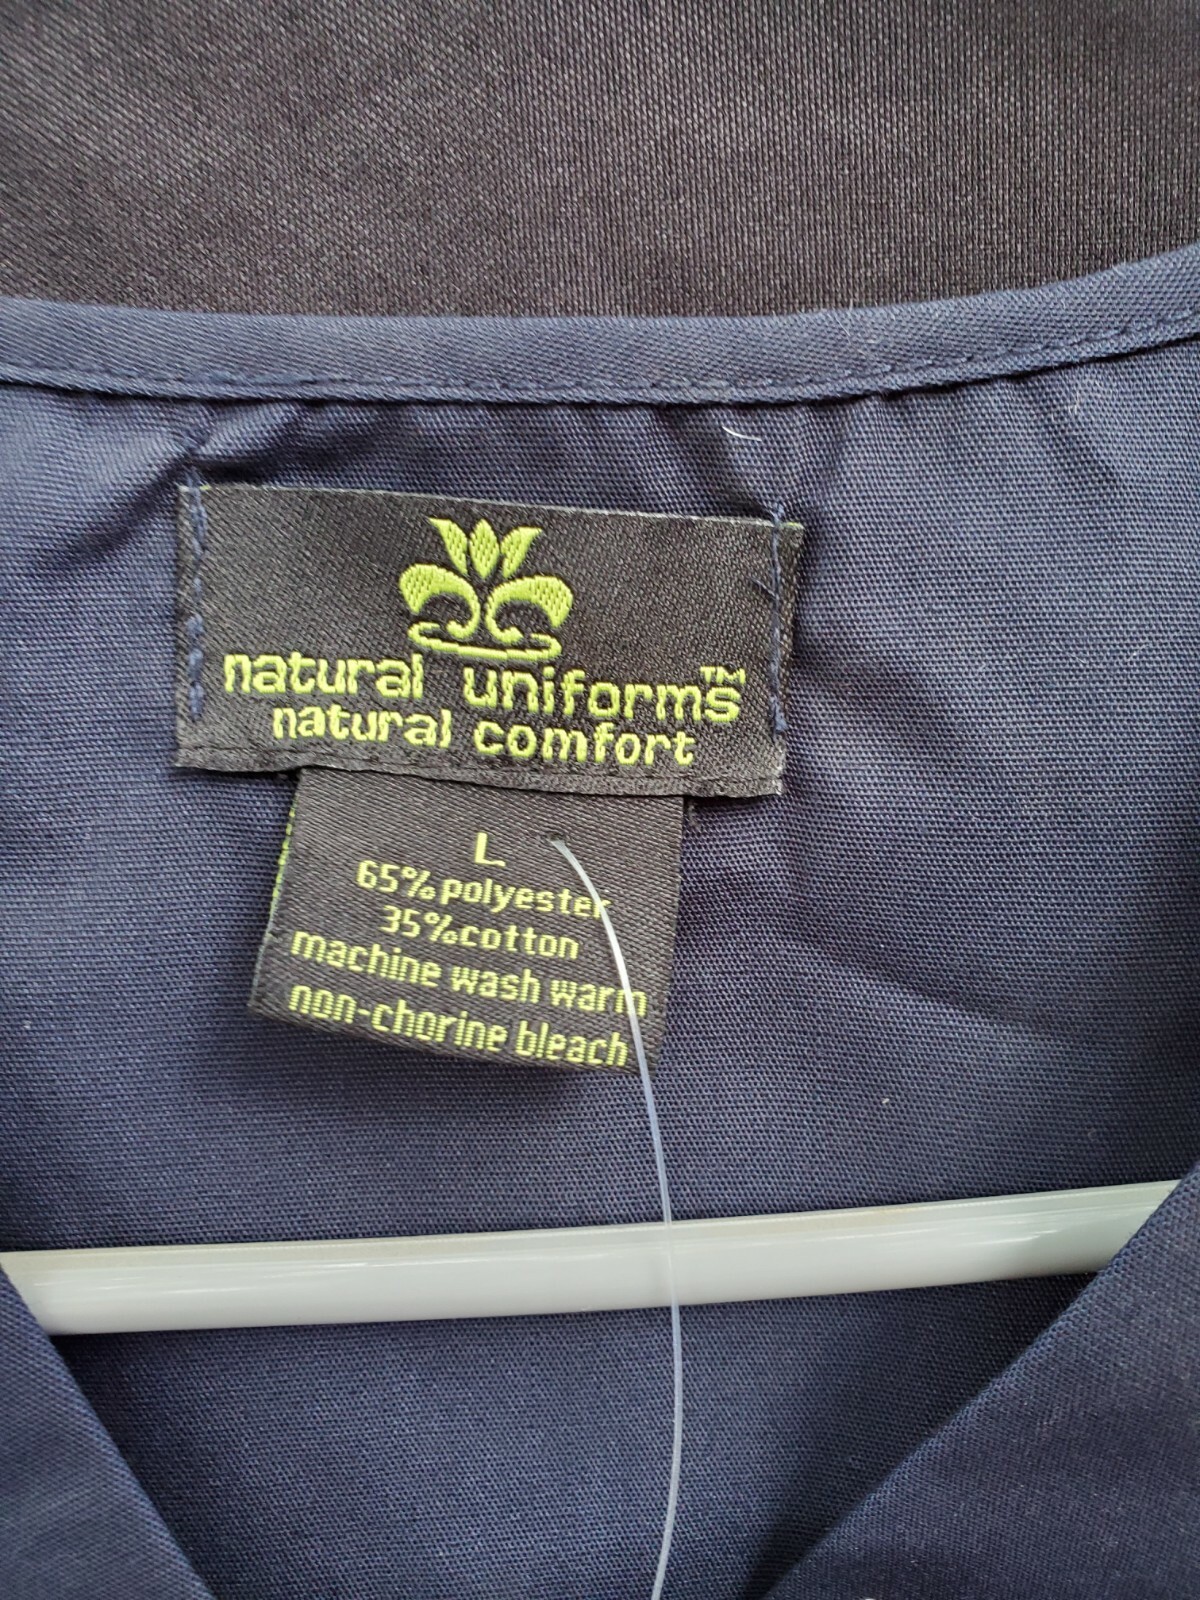 natural uniforms™
natural comfort
L
65% polyester
35%cotton
machine wash warm
non-chorine bleach